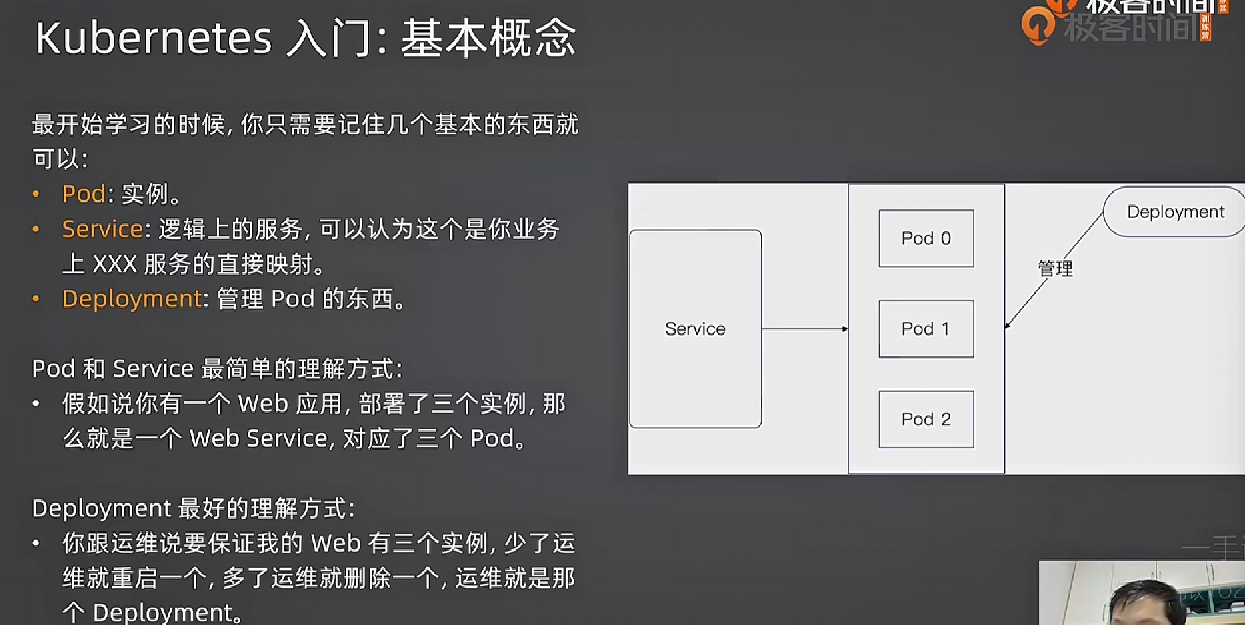 极客时间
极客时间
Kubernetes 入门: 基本概念
最开始学习的时候, 你只需要记住几个基本的东西就
可以:
• Pod: 实例。
• Service: 逻辑上的服务, 可以认为这个是你业务
上 XXX 服务的直接映射。
• Deployment: 管理 Pod 的东西。
Pod 和 Service 最简单的理解方式:
• 假如说你有一个 Web 应用, 部署了三个实例, 那
么就是一个 Web Service, 对应了三个 Pod。
Deployment 最好的理解方式:
• 你跟运维说要保证我的 Web 有三个实例, 少了运
维就重启一个, 多了运维就删除一个, 运维就是那
个 Deployment。
Service
Pod 0
Pod 1
Pod 2
管理
Deployment
一手